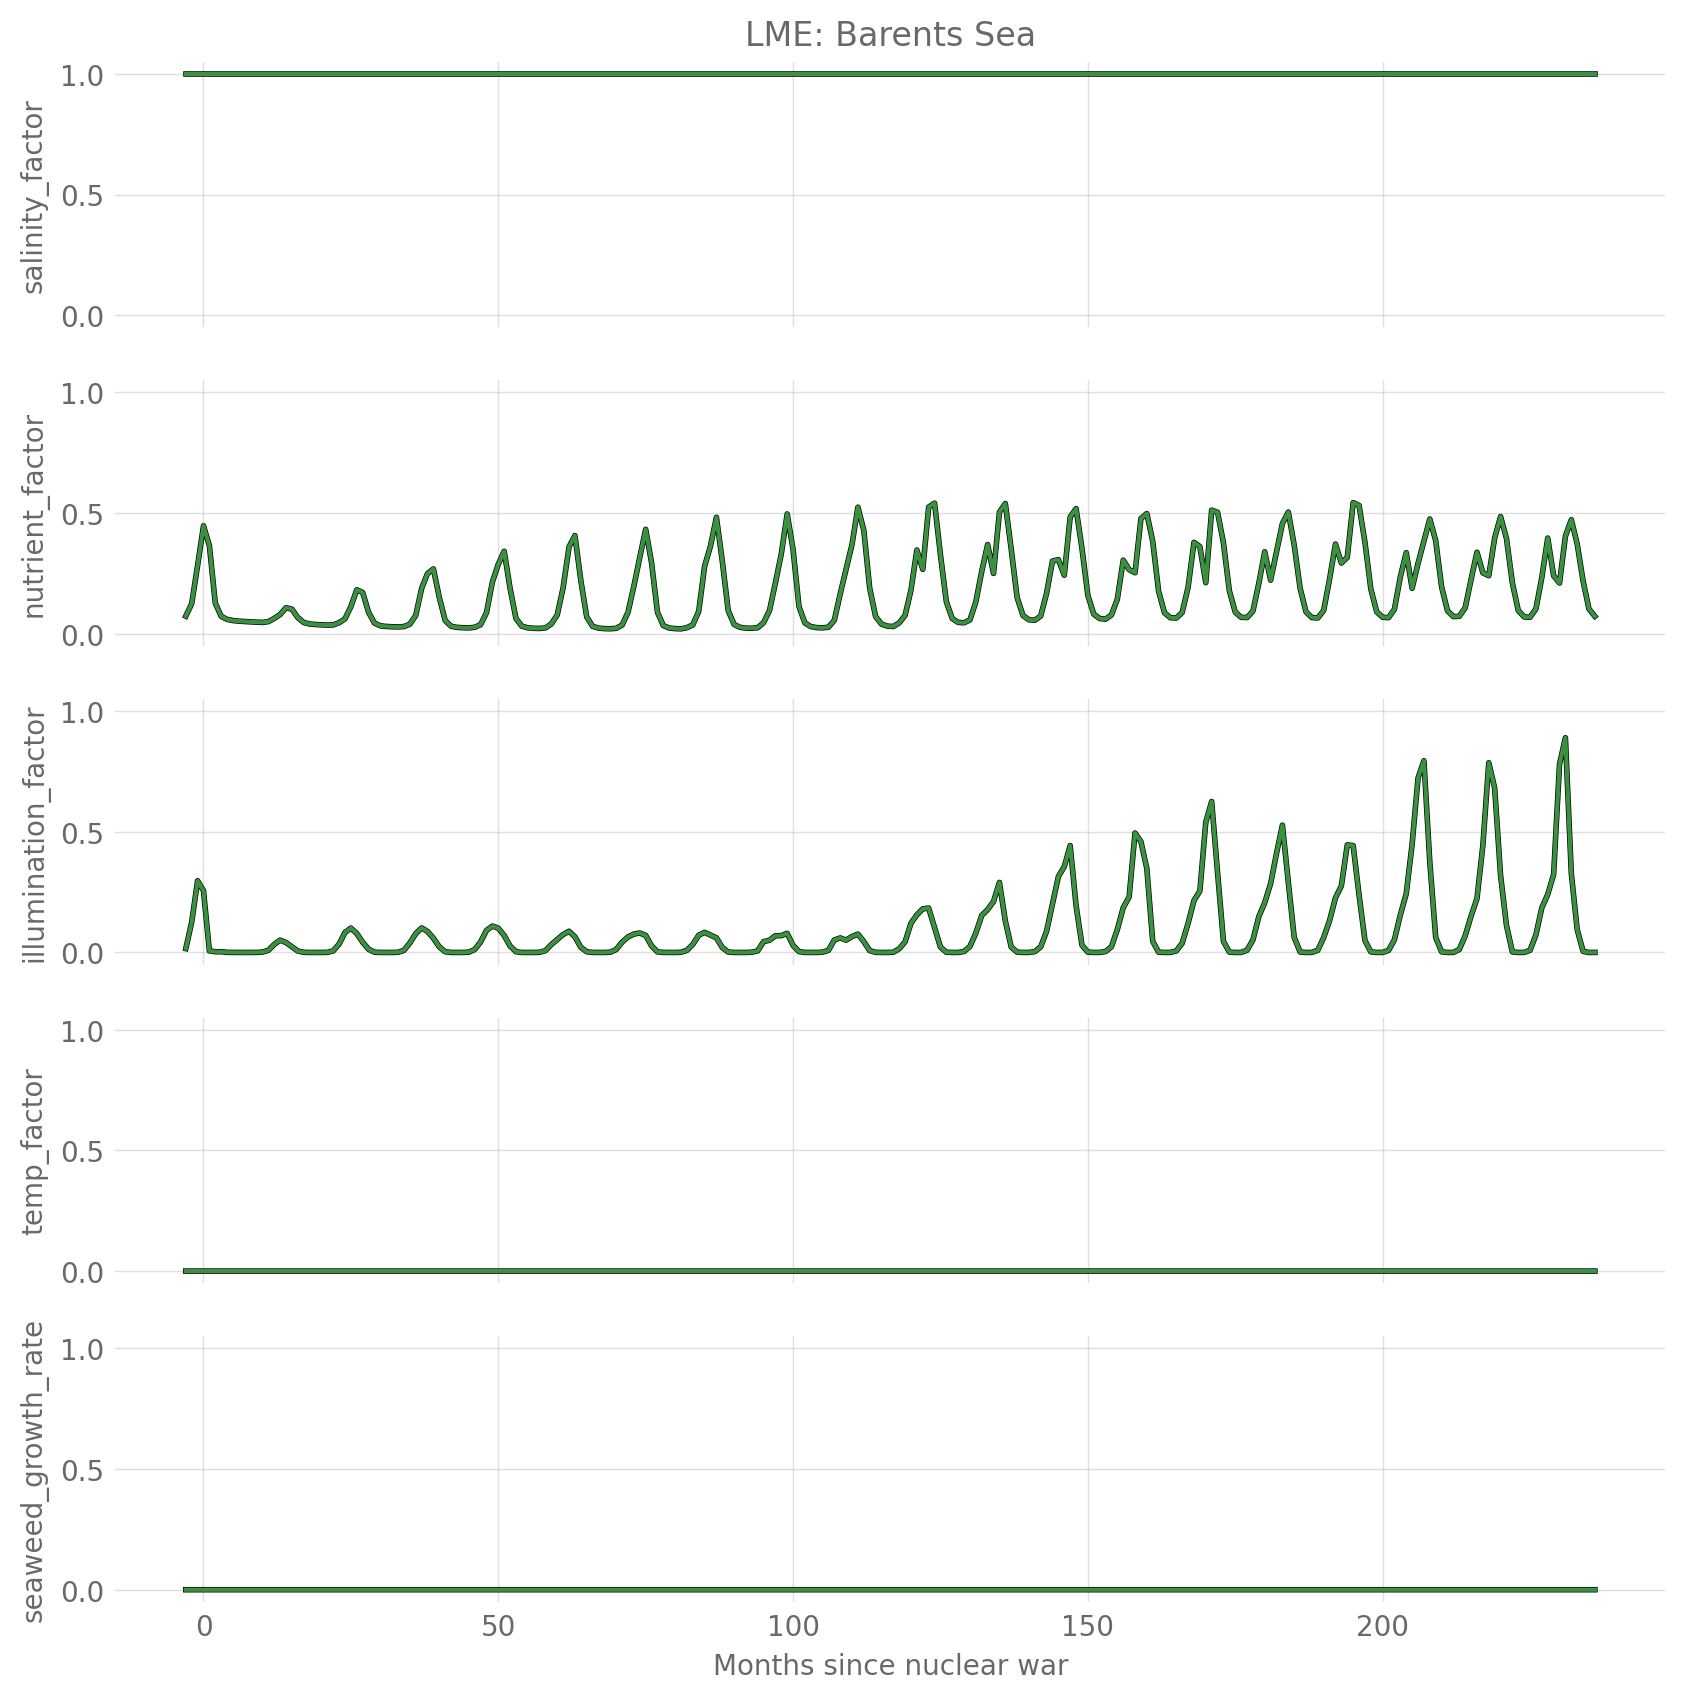 LME: Barents Sea
1.0
0.5
0.0
salinity_factor
1.0
0.5
0.0
nutrient_factor
1.0
0.5
0.0
illumination_factor
1.0
0.5
0.0
temp_factor
1.0
0.5
0.0
seaweed_growth_rate
0 50 100 150 200
Months since nuclear war